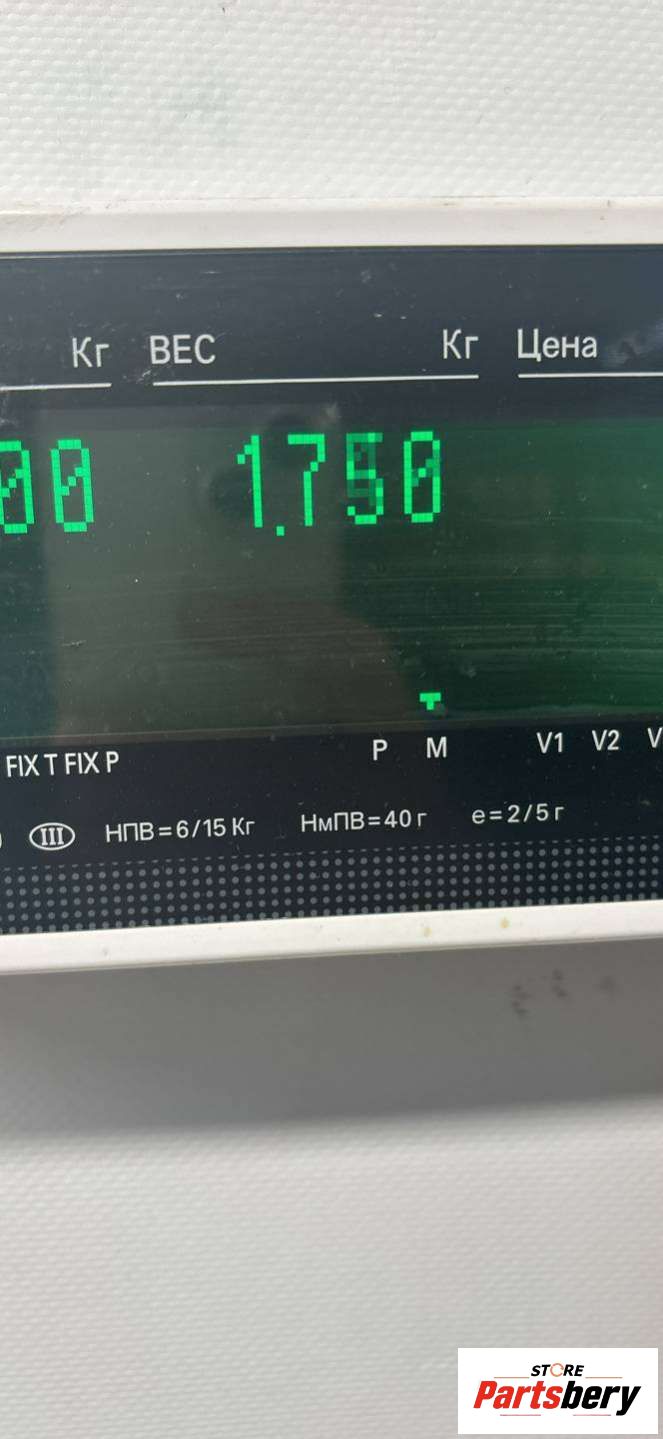 Кг ВЕС Кг Цена
00 1.750
FIX T FIX P P M V1 V2 V
III НПВ=6/15 Кг НмПВ=40 г e=2/5 г
STORE
Partsbery